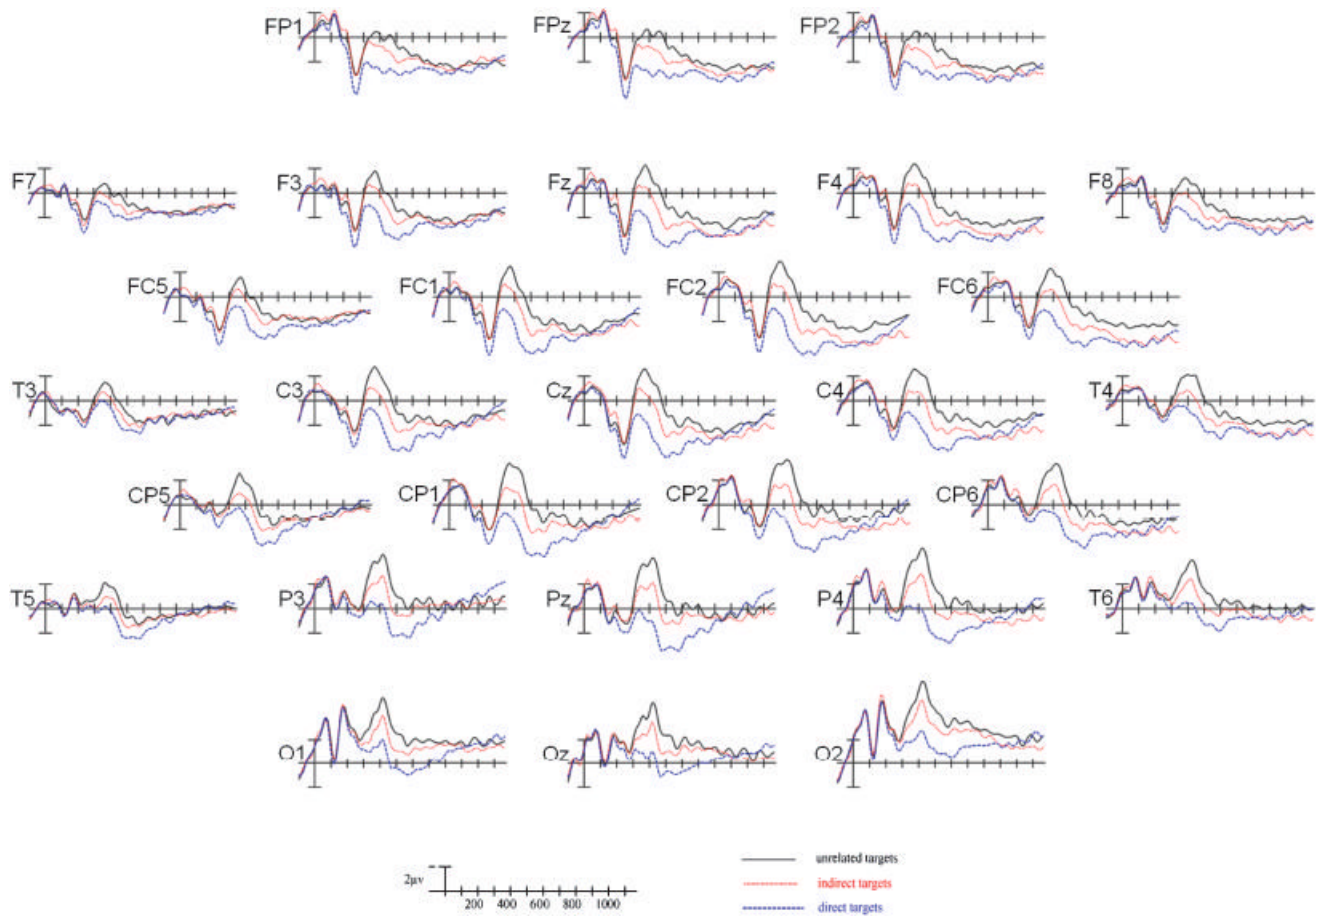 FP1 FPz FP2
F7 F3 Fz F4 F8
FC5 FC1 FC2 FC6
T3 C3 Cz C4 T4
CP5 CP1 CP2 CP6
T5 P3 Pz P4 T6
O1 Oz O2
2μv
200 400 600 800 1000
unrelated targets
indirect targets
direct targets